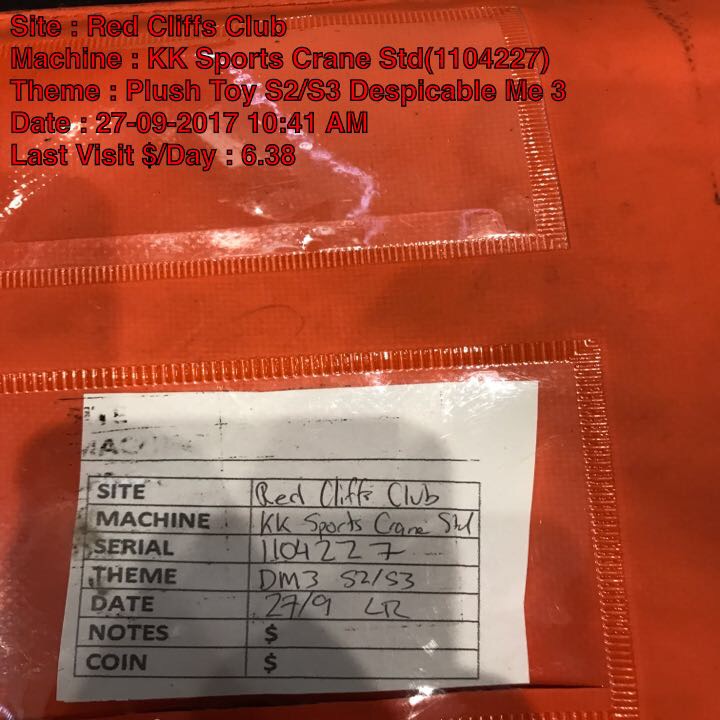 Site : Red Cliffs Club
Machine : KK Sports Crane Std(1104227)
Theme : Plush Toy S2/S3 Despicable Me 3
Date : 27-09-2017 10:41 AM
Last Visit $/Day : 6.38
SITE Red Cliffs Club
MACHINE KK Sports Crane Std
SERIAL 1104227
THEME DM3 S2/S3
DATE 27/9 LR
NOTES $
COIN $